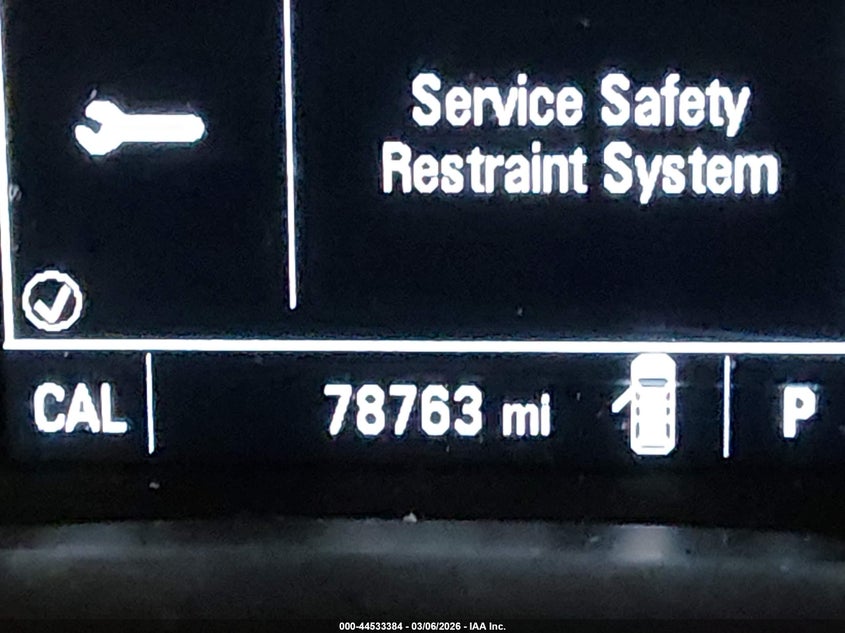 Service Safety
Restraint System
CAL
78763 mi
P
000-44533384 - 03/06/2026 - IAA Inc.